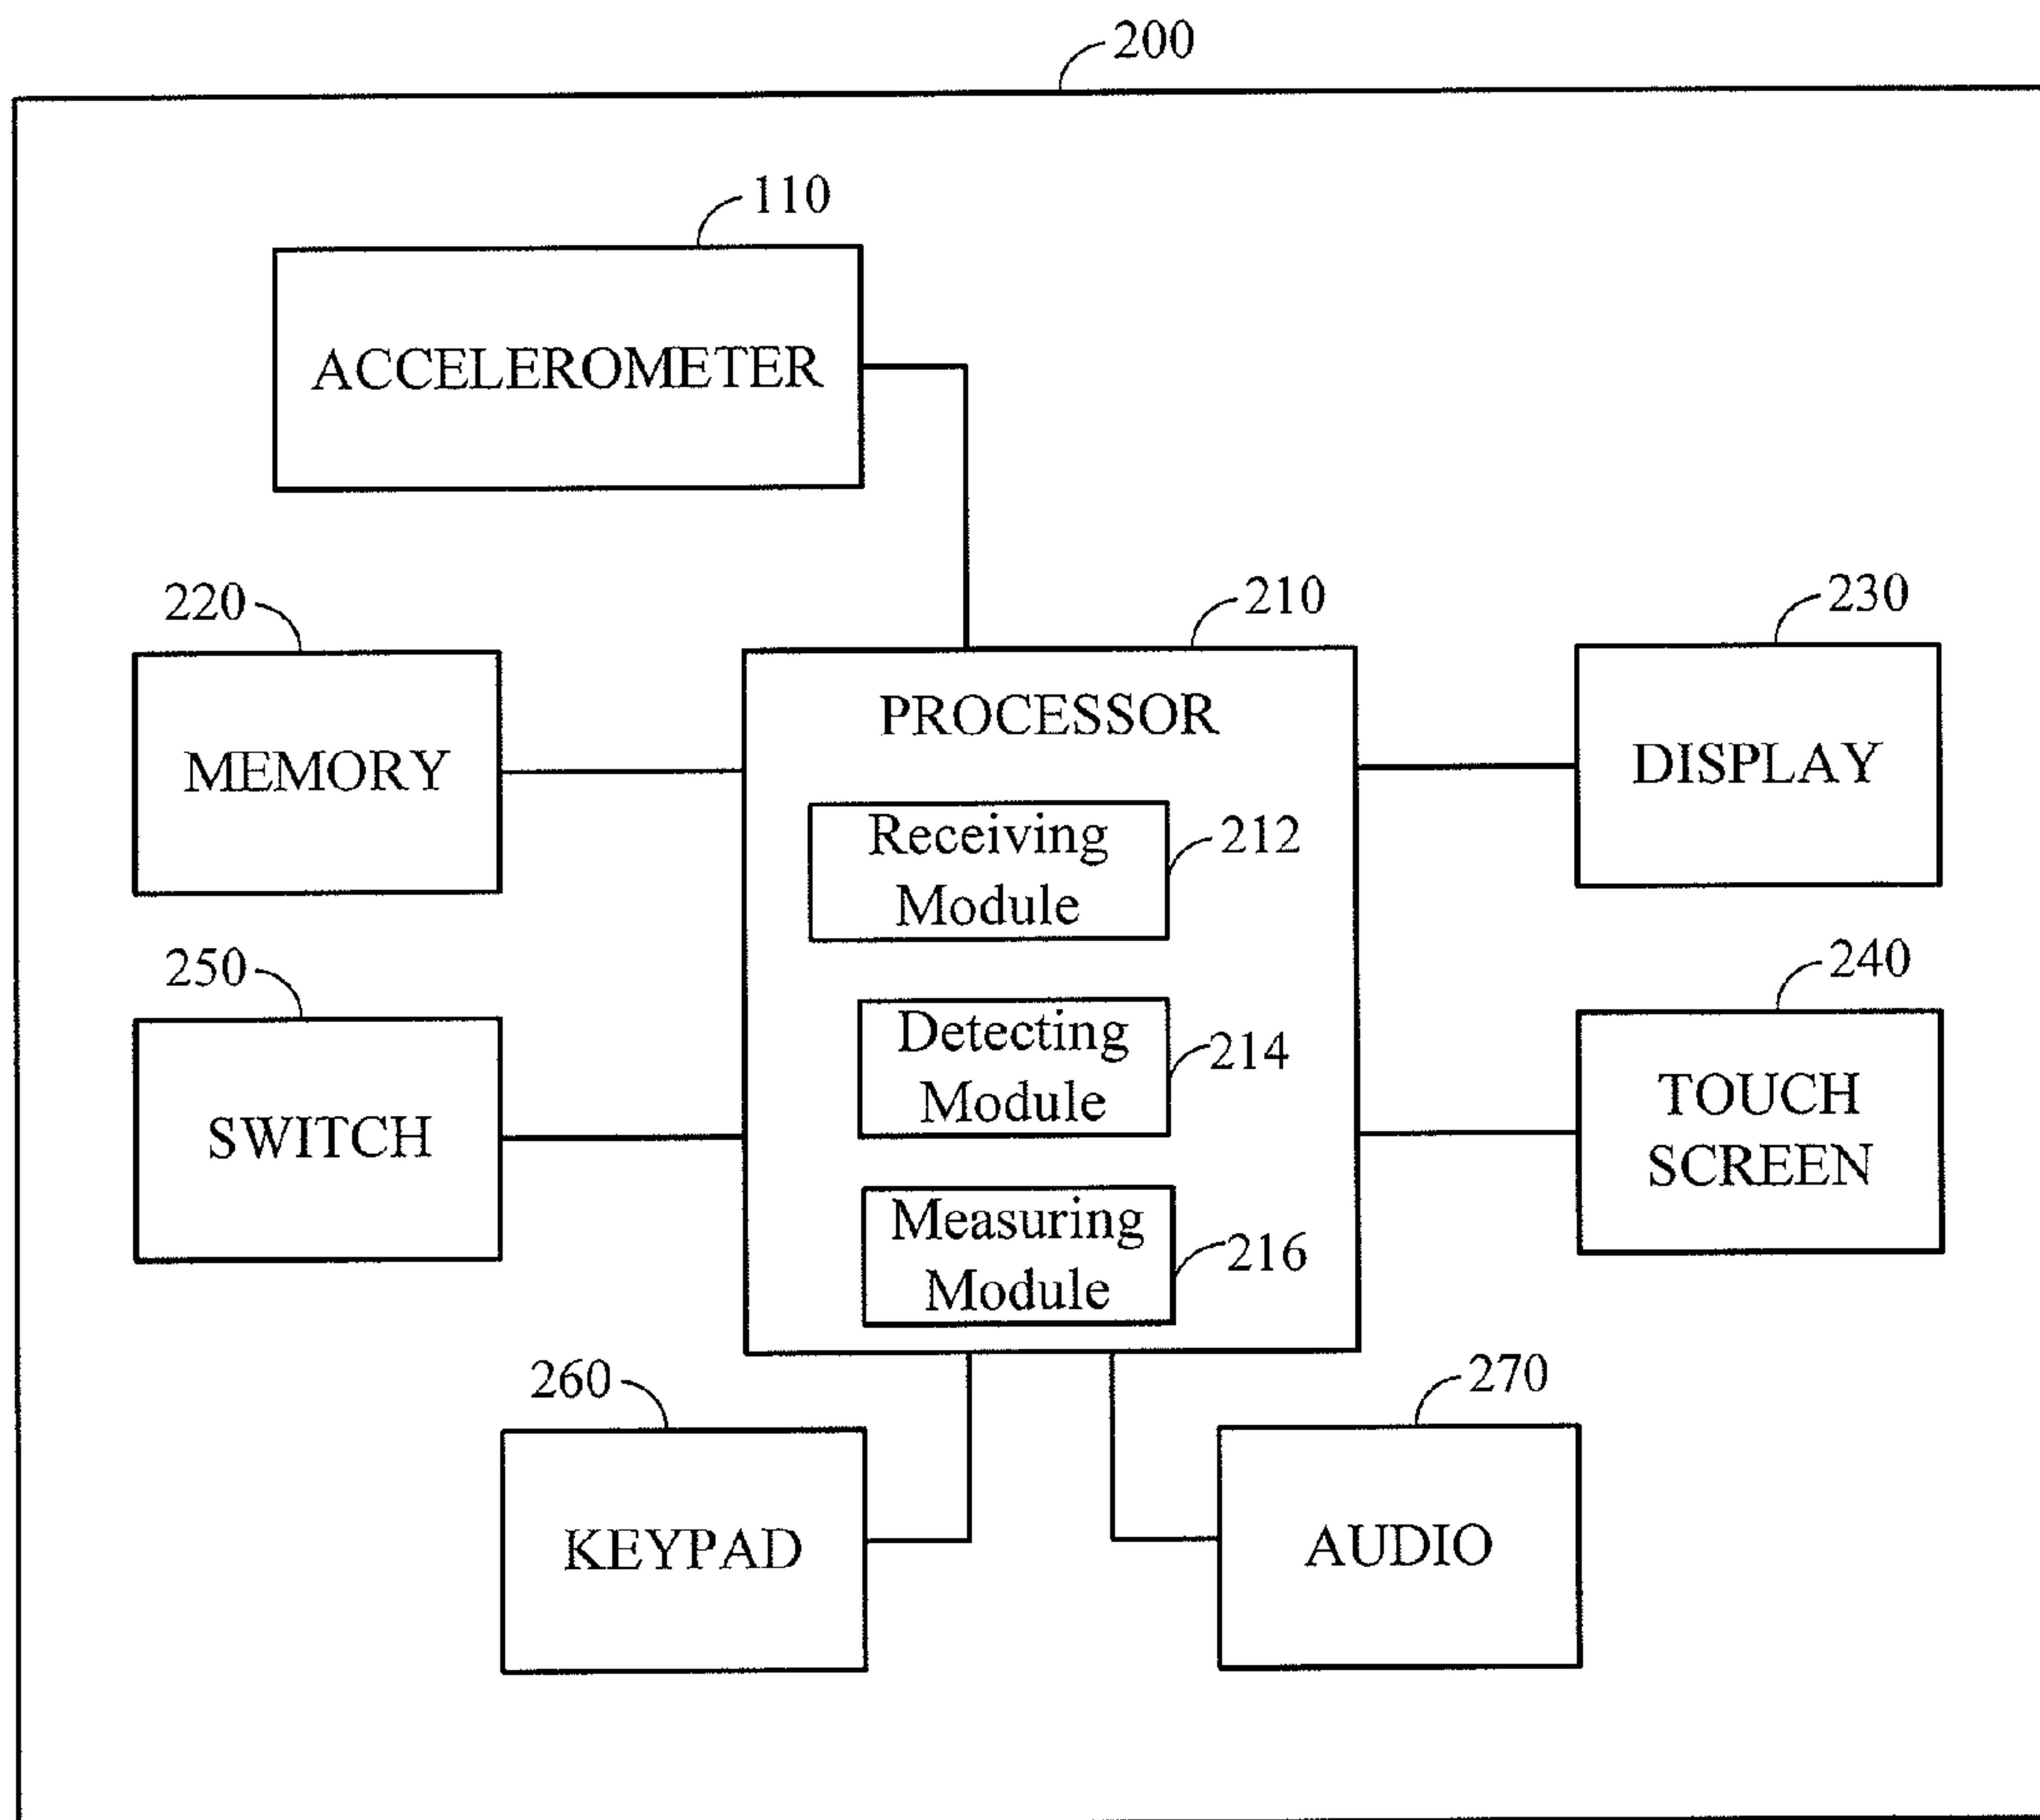 200
110
ACCELEROMETER
220
210
230
MEMORY
PROCESSOR
DISPLAY
Receiving
Module
212
250
240
SWITCH
Detecting
Module
214
TOUCH
SCREEN
Measuring
Module
216
260
270
KEYPAD
AUDIO